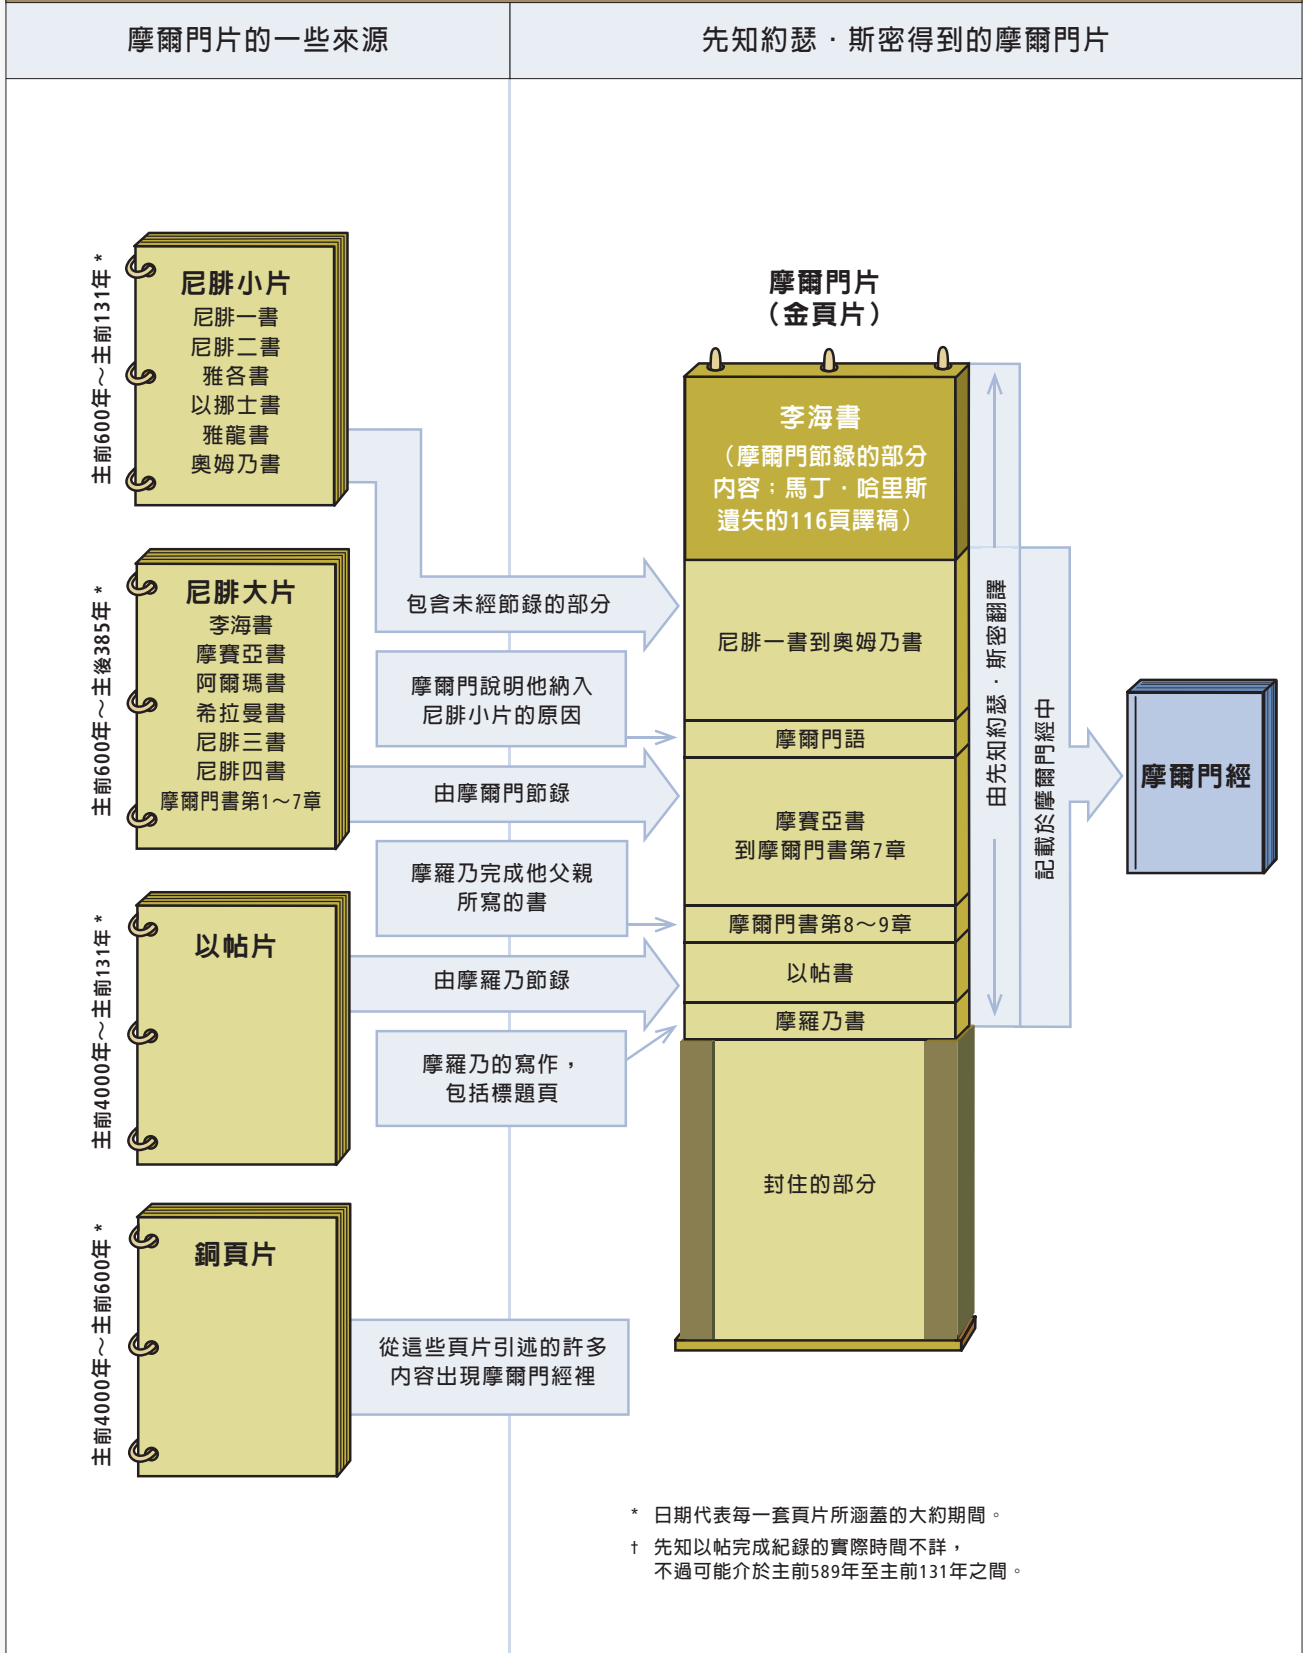 摩爾門片的一些來源
先知約瑟．斯密得到的摩爾門片
主前600年～主前131年*
尼腓小片
尼腓一書
尼腓二書
雅各書
以挪士書
雅龍書
奧姆乃書
主前600年～主後385年*
尼腓大片
李海書
摩賽亞書
阿爾瑪書
希拉曼書
尼腓三書
尼腓四書
摩爾門書第1～7章
主前4000年～主前131年*
以帖片
主前4000年～主前600年*
銅頁片
包含未經節錄的部分
摩爾門說明他納入
尼腓小片的原因
由摩爾門節錄
摩羅乃完成他父親
所寫的書
由摩羅乃節錄
摩羅乃的寫作，
包括標題頁
從這些頁片引述的許多
內容出現摩爾門經裡
摩爾門片
（金頁片）
李海書
（摩爾門節錄的部分
內容；馬丁．哈里斯
遺失的116頁譯稿）
尼腓一書到奧姆乃書
摩爾門語
摩賽亞書
到摩爾門書第7章
摩爾門書第8～9章
以帖書
摩羅乃書
封住的部分
由先知約瑟．斯密翻譯
記載於摩爾門經中
摩爾門經
* 日期代表每一套頁片所涵蓋的大約期間。
† 先知以帖完成紀錄的實際時間不詳，
不過可能介於主前589年至主前131年之間。